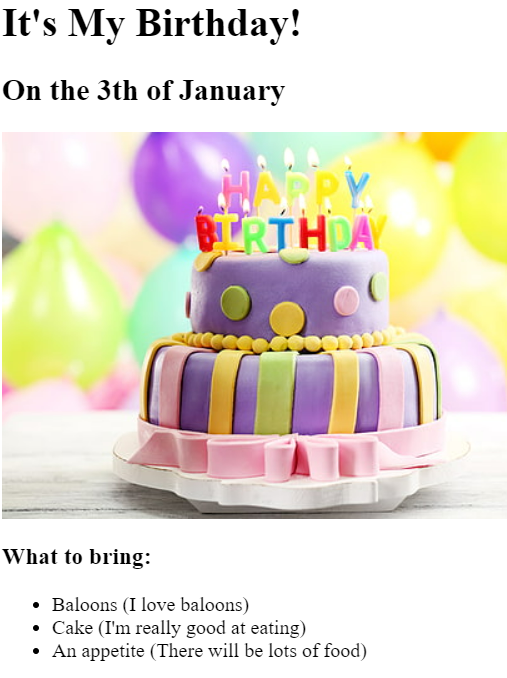 It's My Birthday!
On the 3th of January
HAPPY
BIRTHDAY
What to bring:
Baloons (I love baloons)
Cake (I'm really good at eating)
An appetite (There will be lots of food)